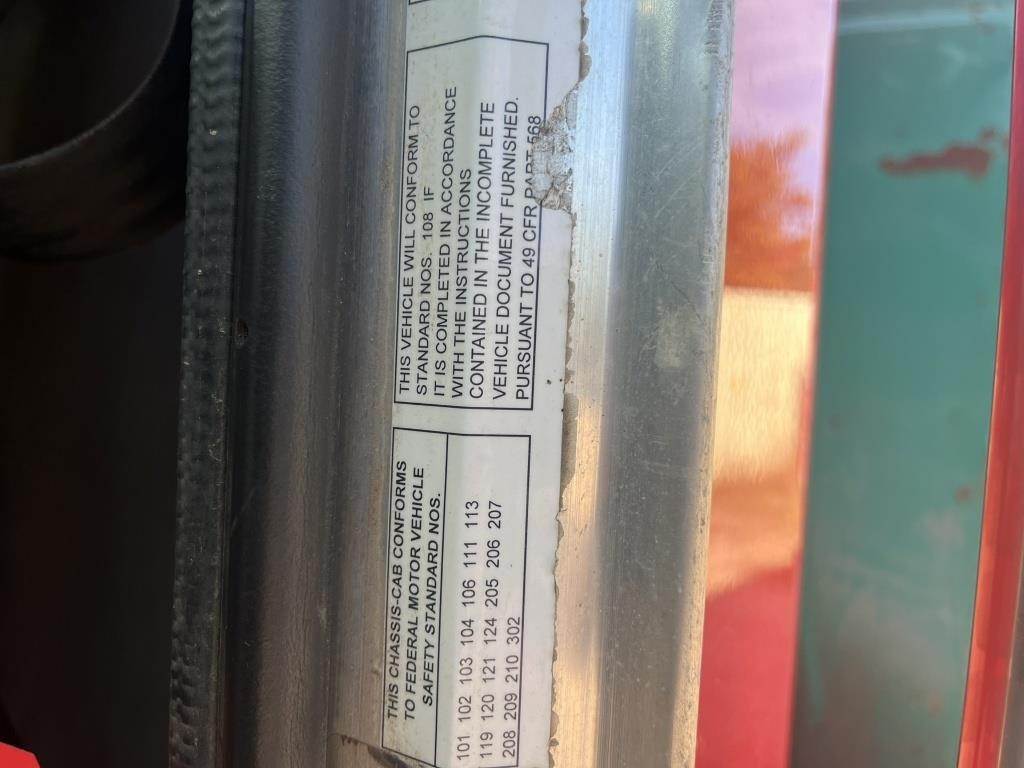 THIS CHASSIS-CAB CONFORMS
TO FEDERAL MOTOR VEHICLE
SAFETY STANDARD NOS.
101 102 103 104 106 111 113
119 120 121 124 205 206 207
208 209 210 302
THIS VEHICLE WILL CONFORM TO
STANDARD NOS. 108 IF
IT IS COMPLETED IN ACCORDANCE
WITH THE INSTRUCTIONS
CONTAINED IN THE INCOMPLETE
VEHICLE DOCUMENT FURNISHED.
PURSUANT TO 49 CFR PART 568